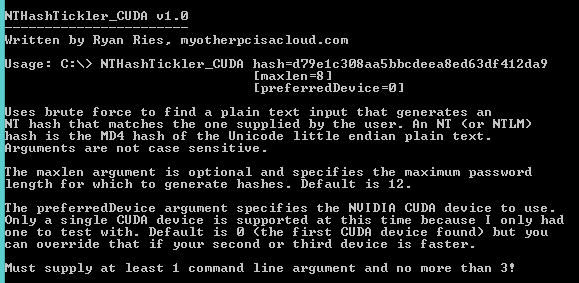 NTHashTickler_CUDA v1.0
-----------------------
Written by Ryan Ries, myotherpcisacloud.com
Usage: C:\> NTHashTickler_CUDA hash=d79e1c308aa5bbcdeea8ed63df412da9
[maxlen=8]
[preferredDevice=0]
Uses brute force to find a plain text input that generates an
NT hash that matches the one supplied by the user. An NT (or NTLM)
hash is the MD4 hash of the Unicode little endian plain text.
Arguments are not case sensitive.
The maxlen argument is optional and specifies the maximum password
length for which to generate hashes. Default is 12.
The preferredDevice argument specifies the NVIDIA CUDA device to use.
Only a single CUDA device is supported at this time because I only had
one to test with. Default is 0 (the first CUDA device found) but you
can override that if your second or third device is faster.
Must supply at least 1 command line argument and no more than 3!